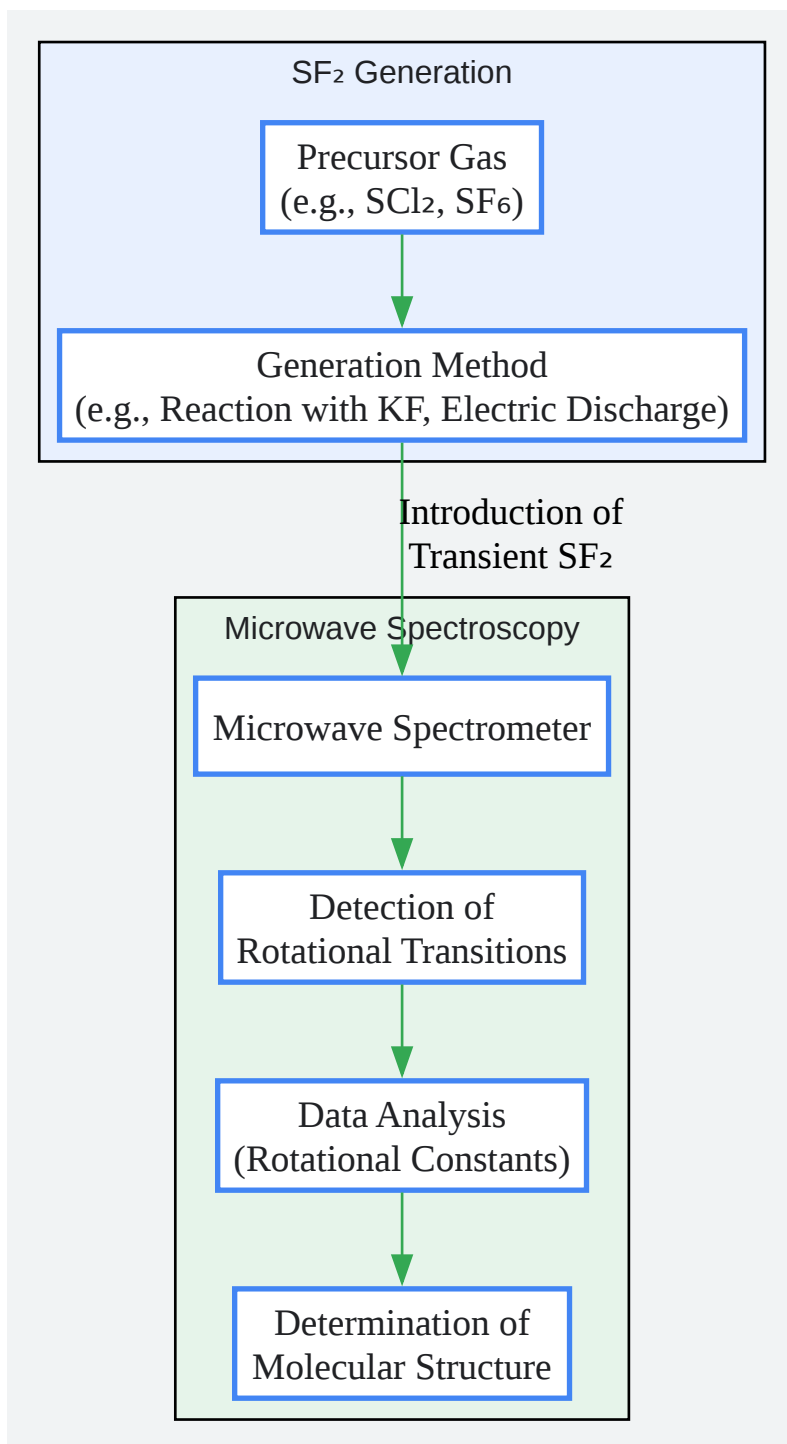 SF₂ Generation
Precursor Gas
(e.g., SCl₂, SF₆)
Generation Method
(e.g., Reaction with KF, Electric Discharge)
Introduction of
Transient SF₂
Microwave Spectroscopy
Microwave Spectrometer
Detection of
Rotational Transitions
Data Analysis
(Rotational Constants)
Determination of
Molecular Structure